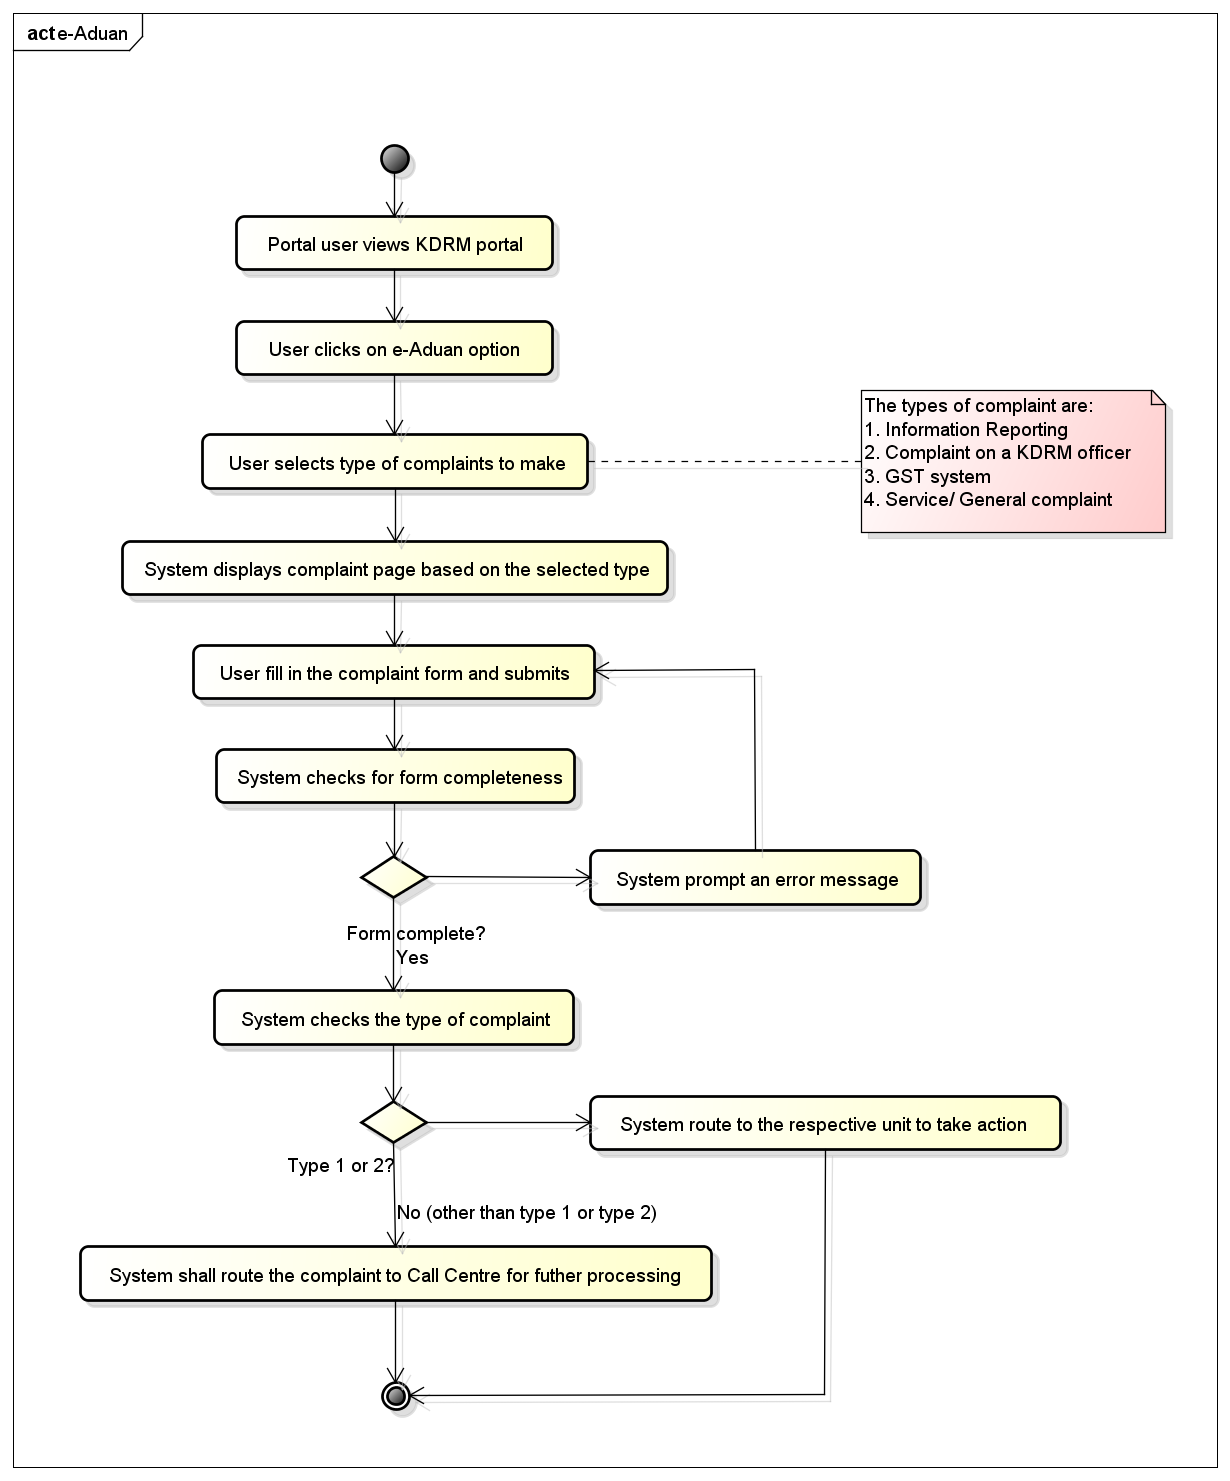 act e-Aduan
Portal user views KDRM portal
User clicks on e-Aduan option
The types of complaint are:
1. Information Reporting
2. Complaint on a KDRM officer
3. GST system
4. Service/ General complaint
User selects type of complaints to make
System displays complaint page based on the selected type
User fill in the complaint form and submits
System checks for form completeness
System prompt an error message
Form complete?
Yes
System checks the type of complaint
System route to the respective unit to take action
Type 1 or 2?
No (other than type 1 or type 2)
System shall route the complaint to Call Centre for futher processing